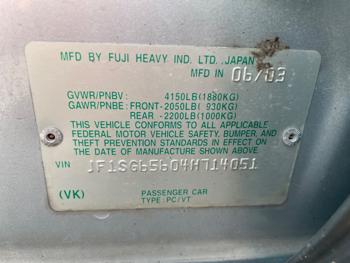 MFD BY FUJI HEAVY IND. LTD., JAPAN
MFD IN 06/03
GVWR/PNBV : 4150LB(1880KG)
GAWR/PNBE : FRONT-2050LB( 930KG)
REAR -2200LB(1000KG)
THIS VEHICLE CONFORMS TO ALL APPLICABLE
FEDERAL MOTOR VEHICLE SAFETY, BUMPER, AND
THEFT PREVENTION STANDARDS IN EFFECT ON
THE DATE OF MANUFACTURE SHOWN ABOVE.
VIN JF1SG65604H714051
(VK) PASSENGER CAR
TYPE : PC/VT